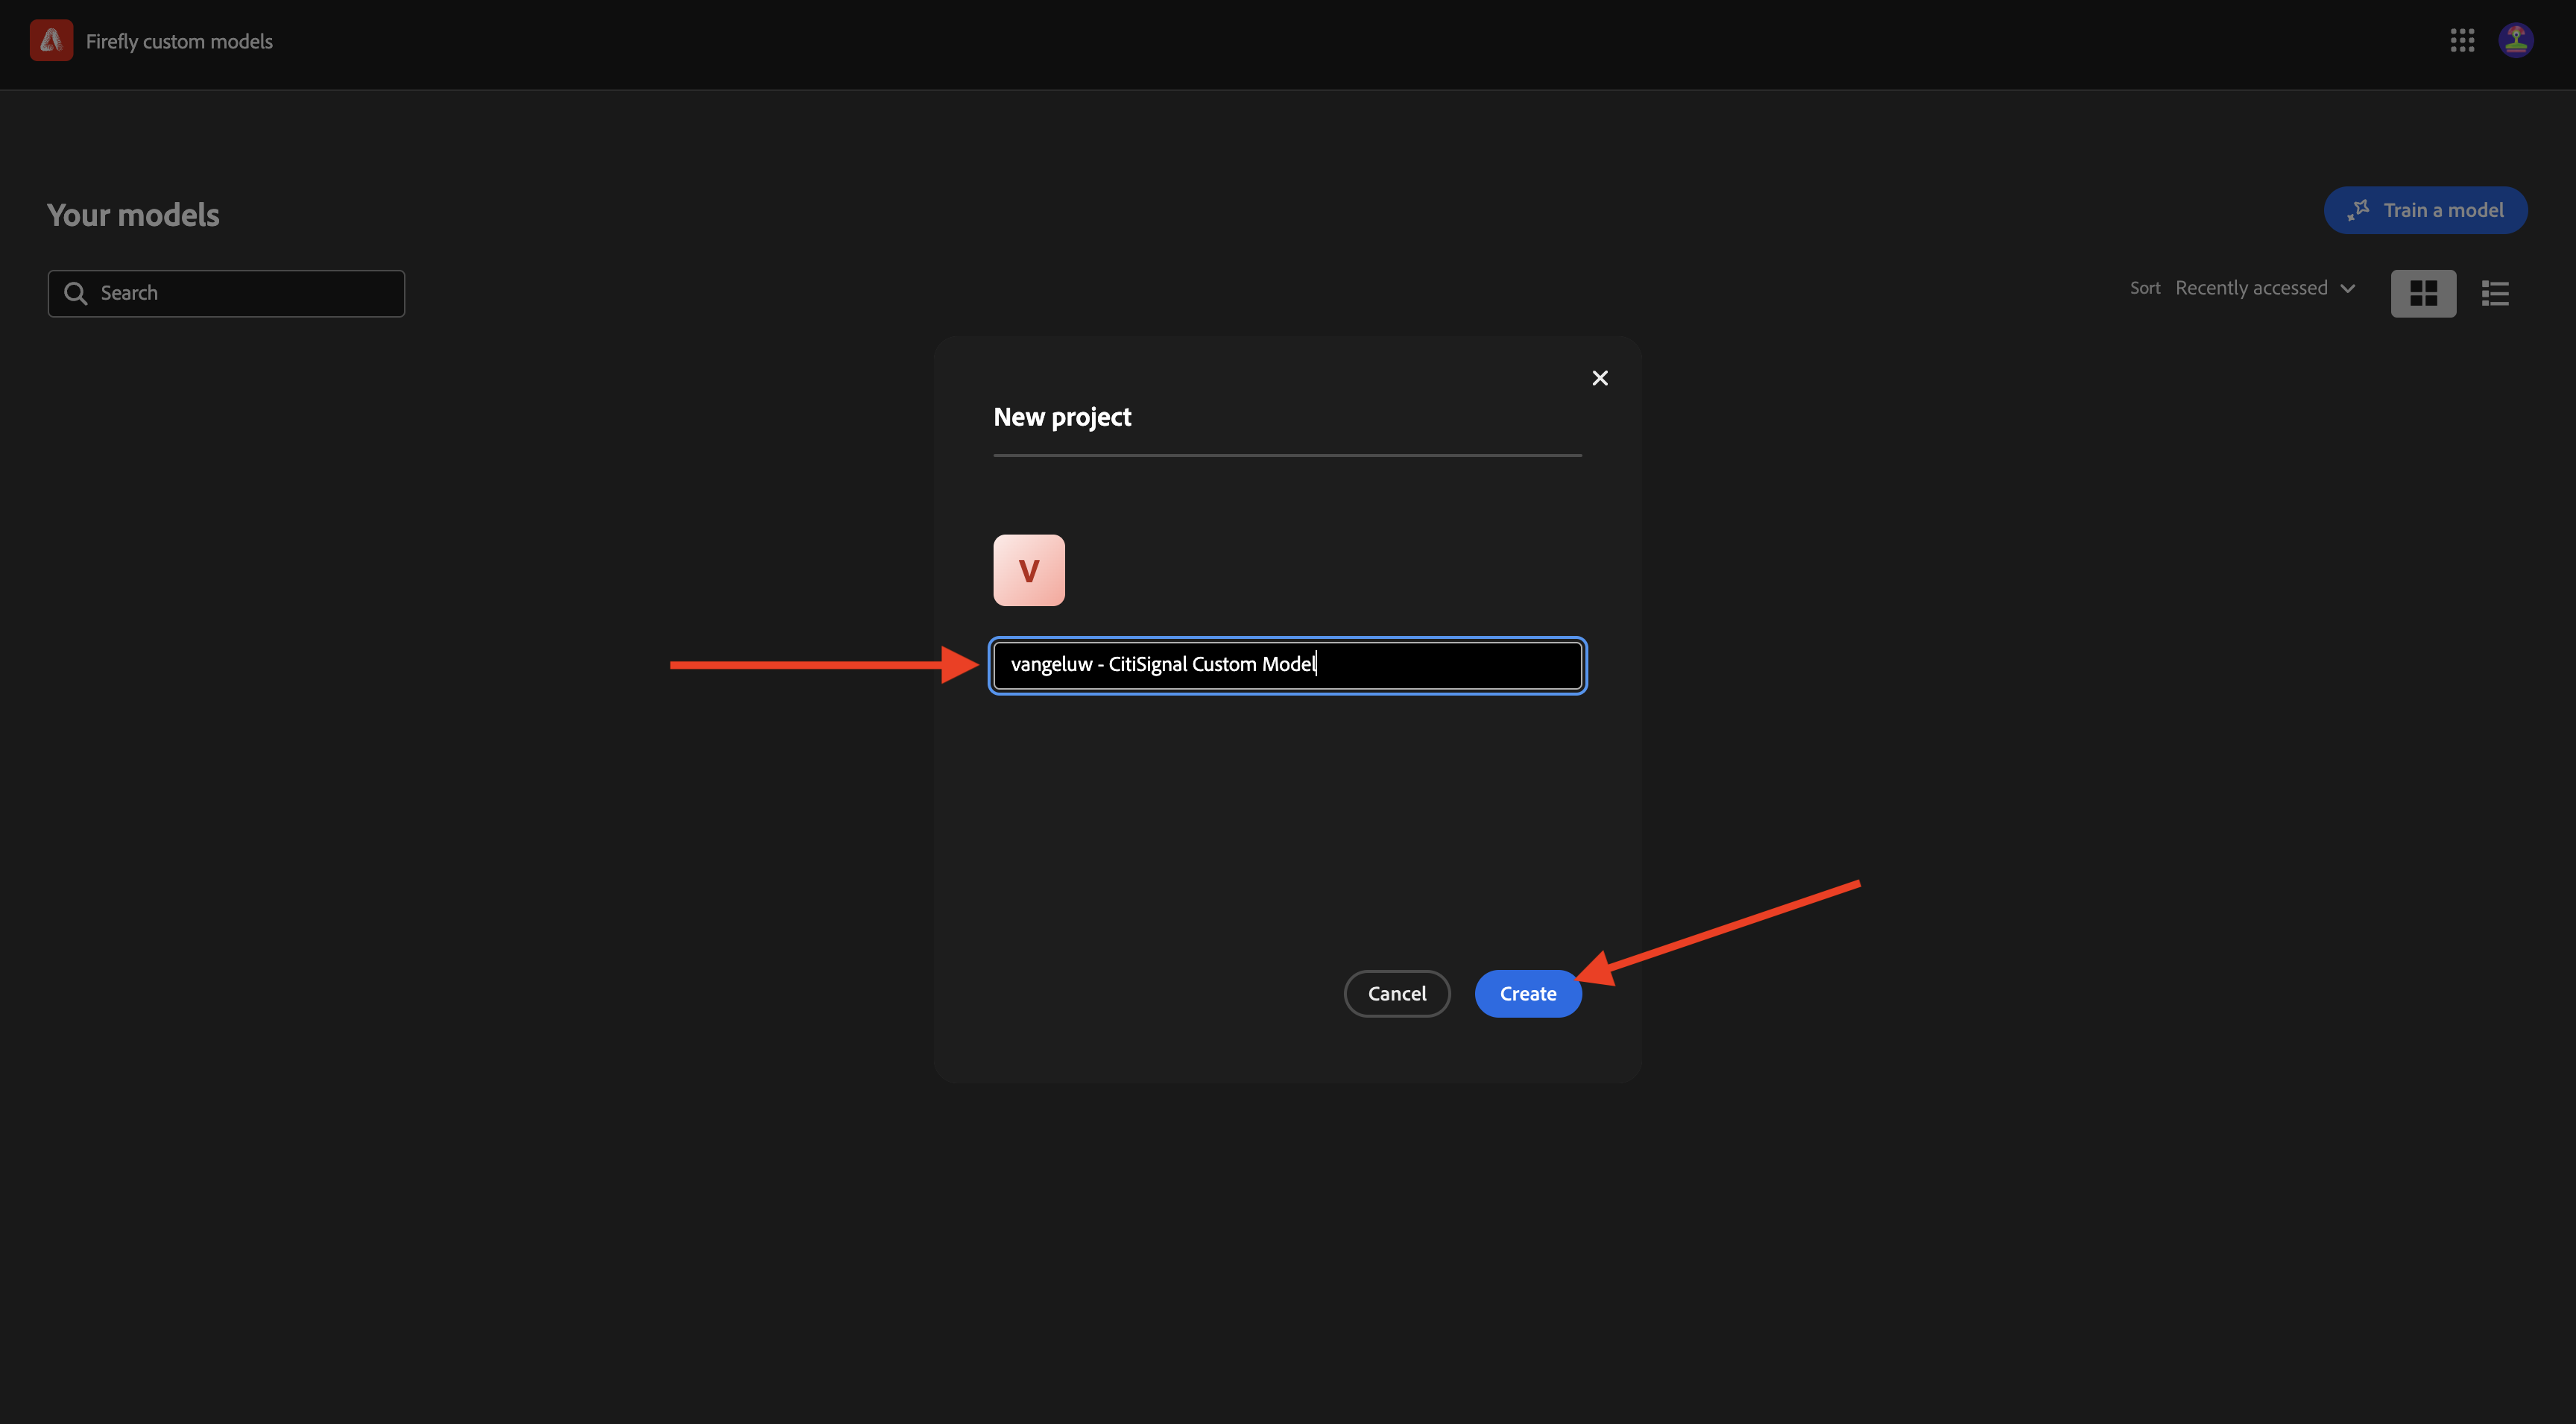 Firefly custom models
Your models
Train a model
Search
Sort Recently accessed
New project
V
vangeluw - CitiSignal Custom Model
Cancel
Create